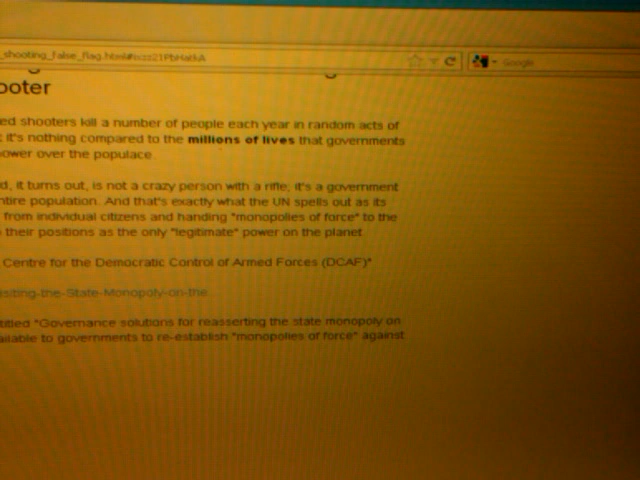 _shooting_false_flag.html#ixzz21PbHatkA
Google
ooter
ed shooters kill a number of people each year in random acts of
it's nothing compared to the millions of lives that governments
power over the populace.
d, it turns out, is not a crazy person with a rifle; it's a government
ntire population. And that's exactly what the UN spells out as its
from individual citizens and handing "monopolies of force" to the
their positions as the only "legitimate" power on the planet.
Centre for the Democratic Control of Armed Forces (DCAF)"
isiting-the-State-Monopoly-on-the
titled "Governance solutions for reasserting the state monopoly on
ailable to governments to re-establish "monopolies of force" against